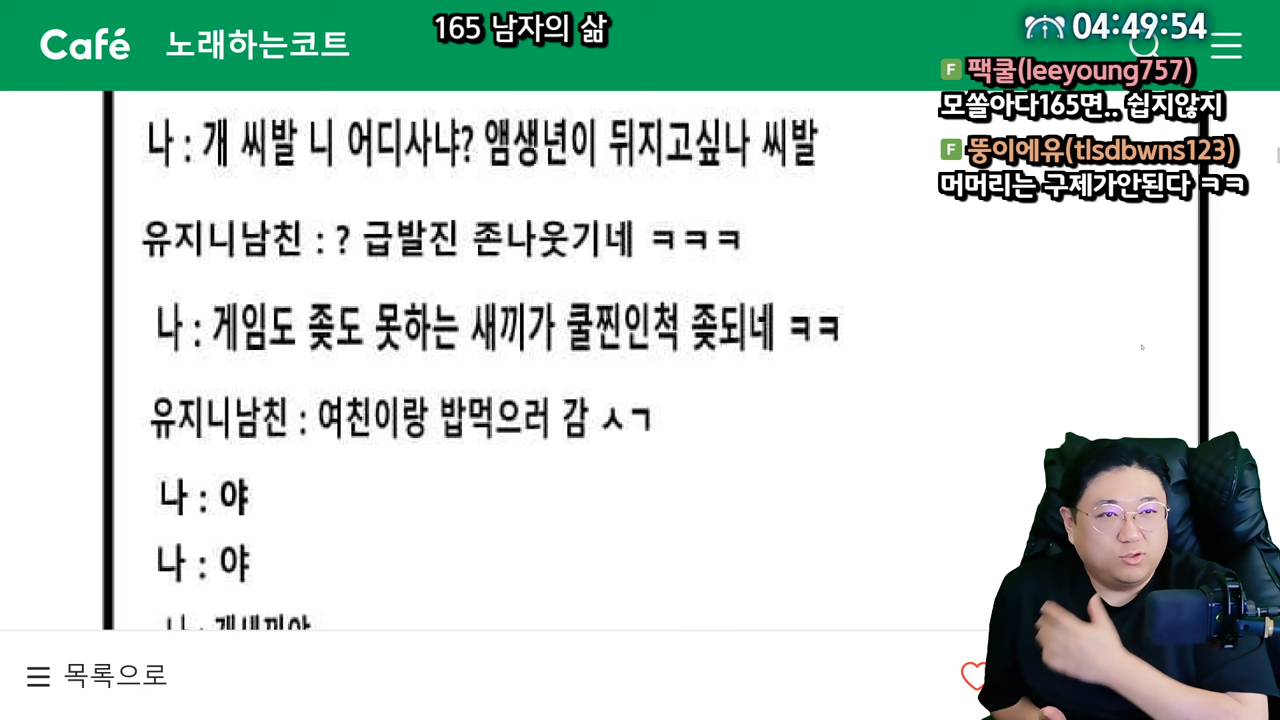 Café 노래하는코트
165 남자의 삶
04:49:54
F 팩쿨(leeyoung757)
모쏠아다165면.. 쉽지않지
F 뚱이에유(tlsdbwns123)
머머리는 구제가안된다 ㅋㅋ
나 : 개 씨발 니 어디사냐? 앰생년이 뒤지고싶나 씨발
유지니남친 : ? 급발진 존나웃기네 ㅋㅋㅋ
나 : 게임도 좆도 못하는 새끼가 쿨찐인척 좆되네 ㅋㅋ
유지니남친 : 여친이랑 밥먹으러 감 ㅅㄱ
나 : 야
나 : 야
나 : 개새끼야
목록으로